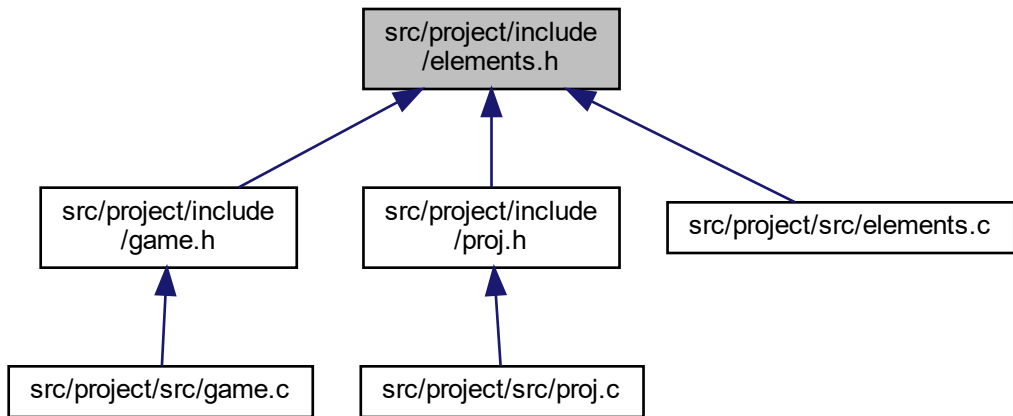 src/project/include
/elements.h
src/project/include
/game.h
src/project/include
/proj.h
src/project/src/elements.c
src/project/src/game.c
src/project/src/proj.c